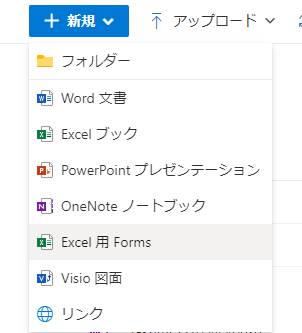 新規
アップロード
フォルダー
Word 文書
Excel ブック
PowerPoint プレゼンテーション
OneNote ノートブック
Excel 用 Forms
Visio 図面
リンク